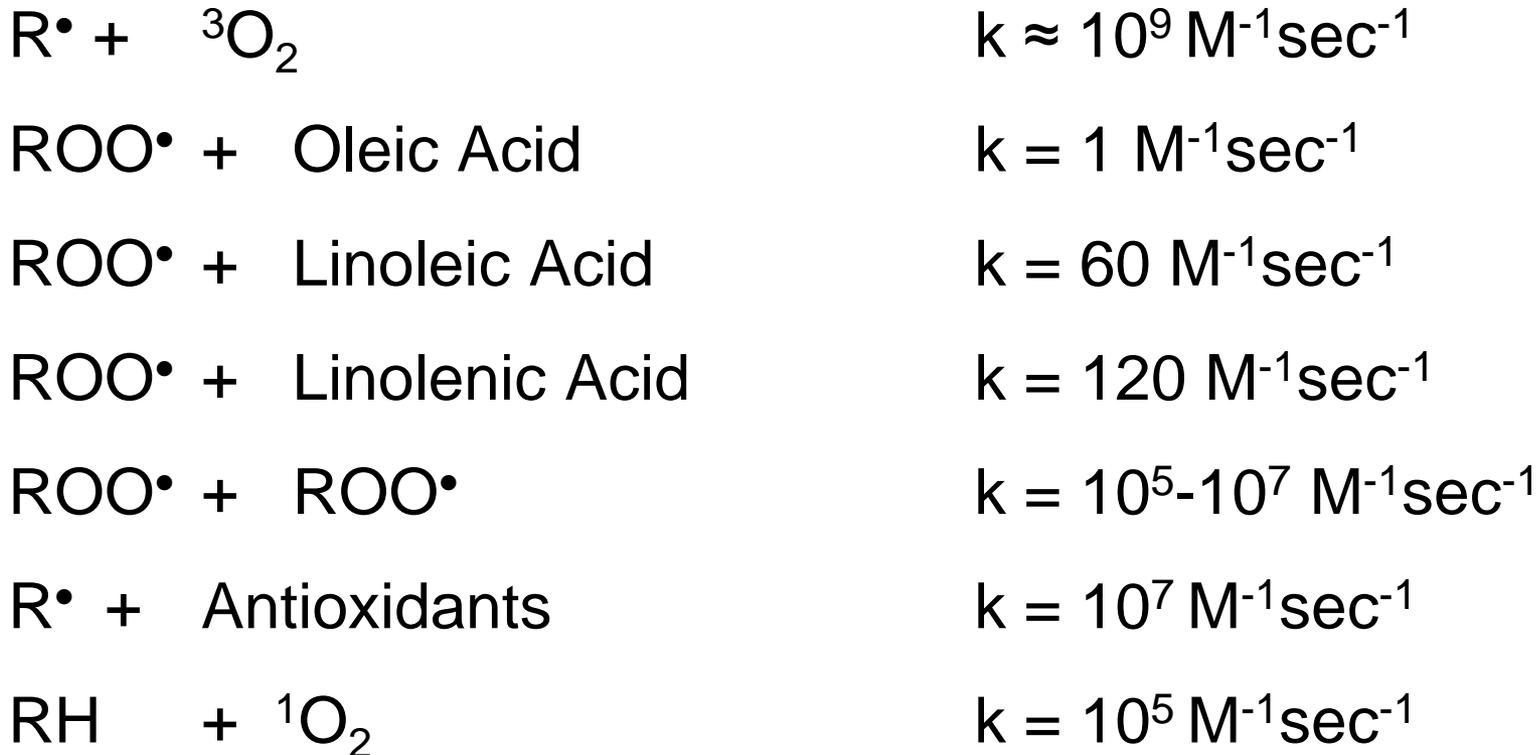 R• + ³O₂ k ≈ 10⁹ M⁻¹sec⁻¹
ROO• + Oleic Acid k = 1 M⁻¹sec⁻¹
ROO• + Linoleic Acid k = 60 M⁻¹sec⁻¹
ROO• + Linolenic Acid k = 120 M⁻¹sec⁻¹
ROO• + ROO• k = 10⁵-10⁷ M⁻¹sec⁻¹
R• + Antioxidants k = 10⁷ M⁻¹sec⁻¹
RH + ¹O₂ k = 10⁵ M⁻¹sec⁻¹